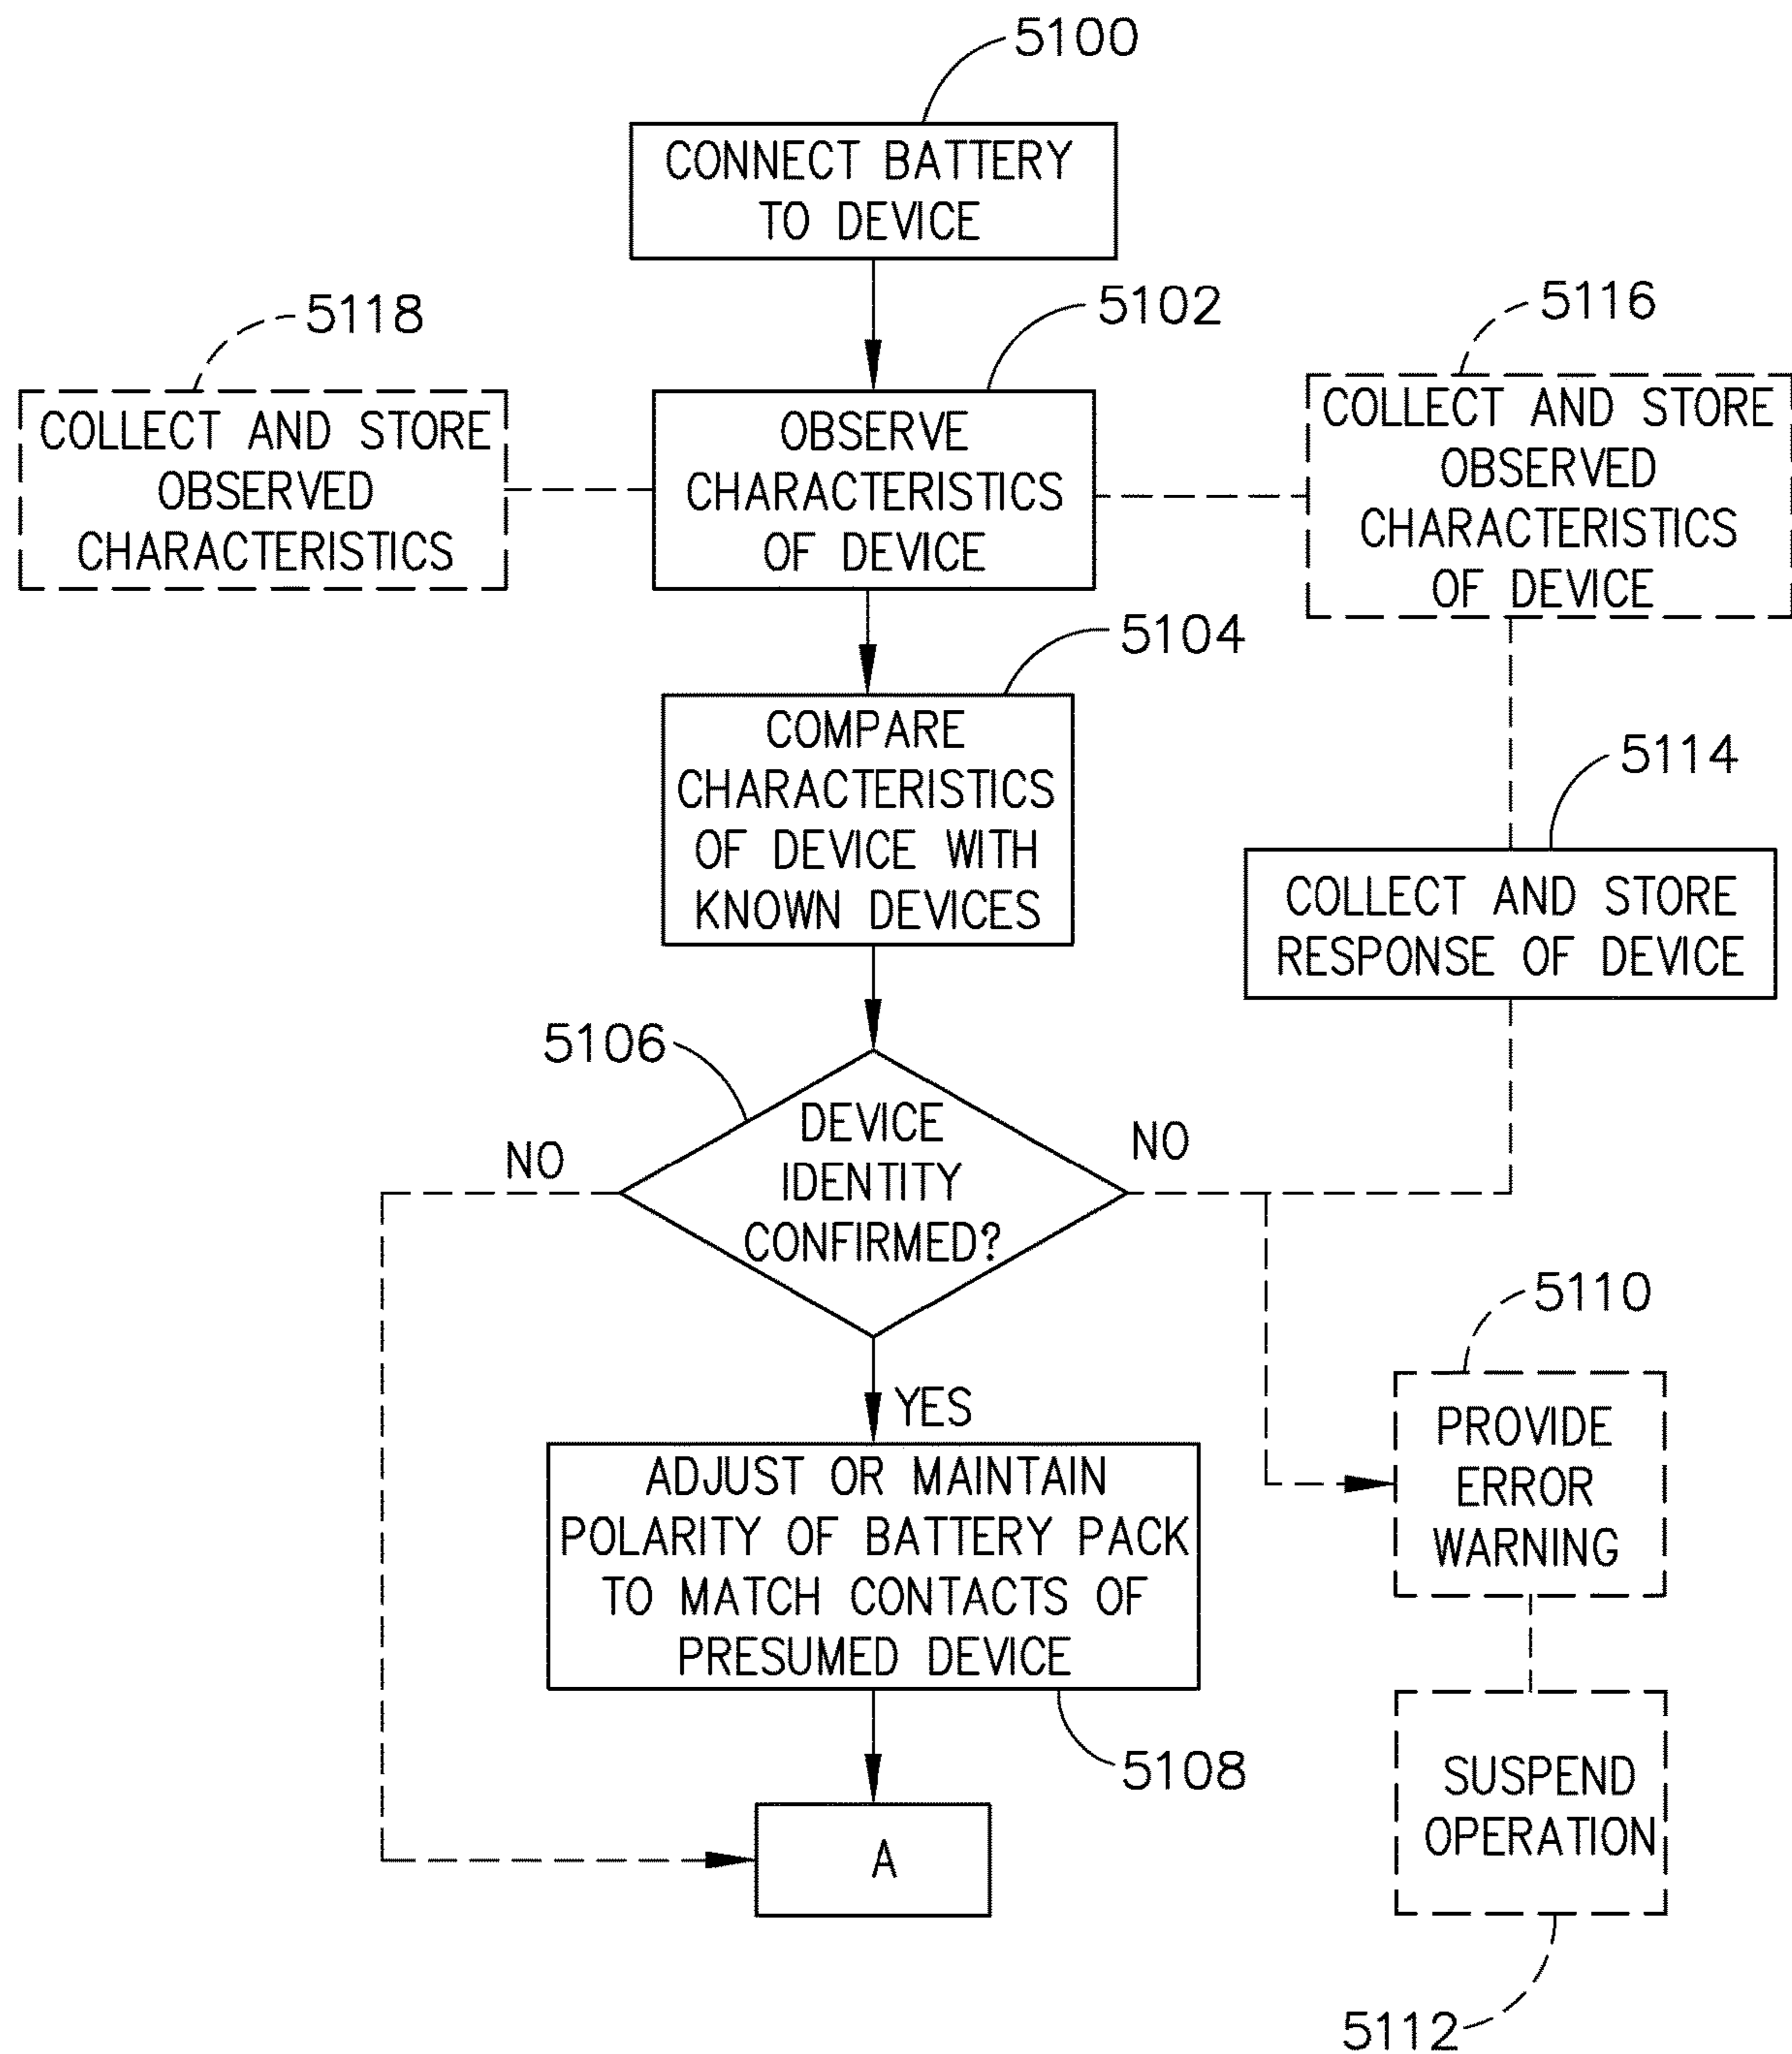 5100
CONNECT BATTERY
TO DEVICE
5118
5102
5116
COLLECT AND STORE
OBSERVED
CHARACTERISTICS
OBSERVE
CHARACTERISTICS
OF DEVICE
COLLECT AND STORE
OBSERVED
CHARACTERISTICS
OF DEVICE
5104
COMPARE
CHARACTERISTICS
OF DEVICE WITH
KNOWN DEVICES
5114
COLLECT AND STORE
RESPONSE OF DEVICE
5106
DEVICE
IDENTITY
CONFIRMED?
NO
NO
5110
PROVIDE
ERROR
WARNING
YES
ADJUST OR MAINTAIN
POLARITY OF BATTERY PACK
TO MATCH CONTACTS OF
PRESUMED DEVICE
5108
SUSPEND
OPERATION
A
5112